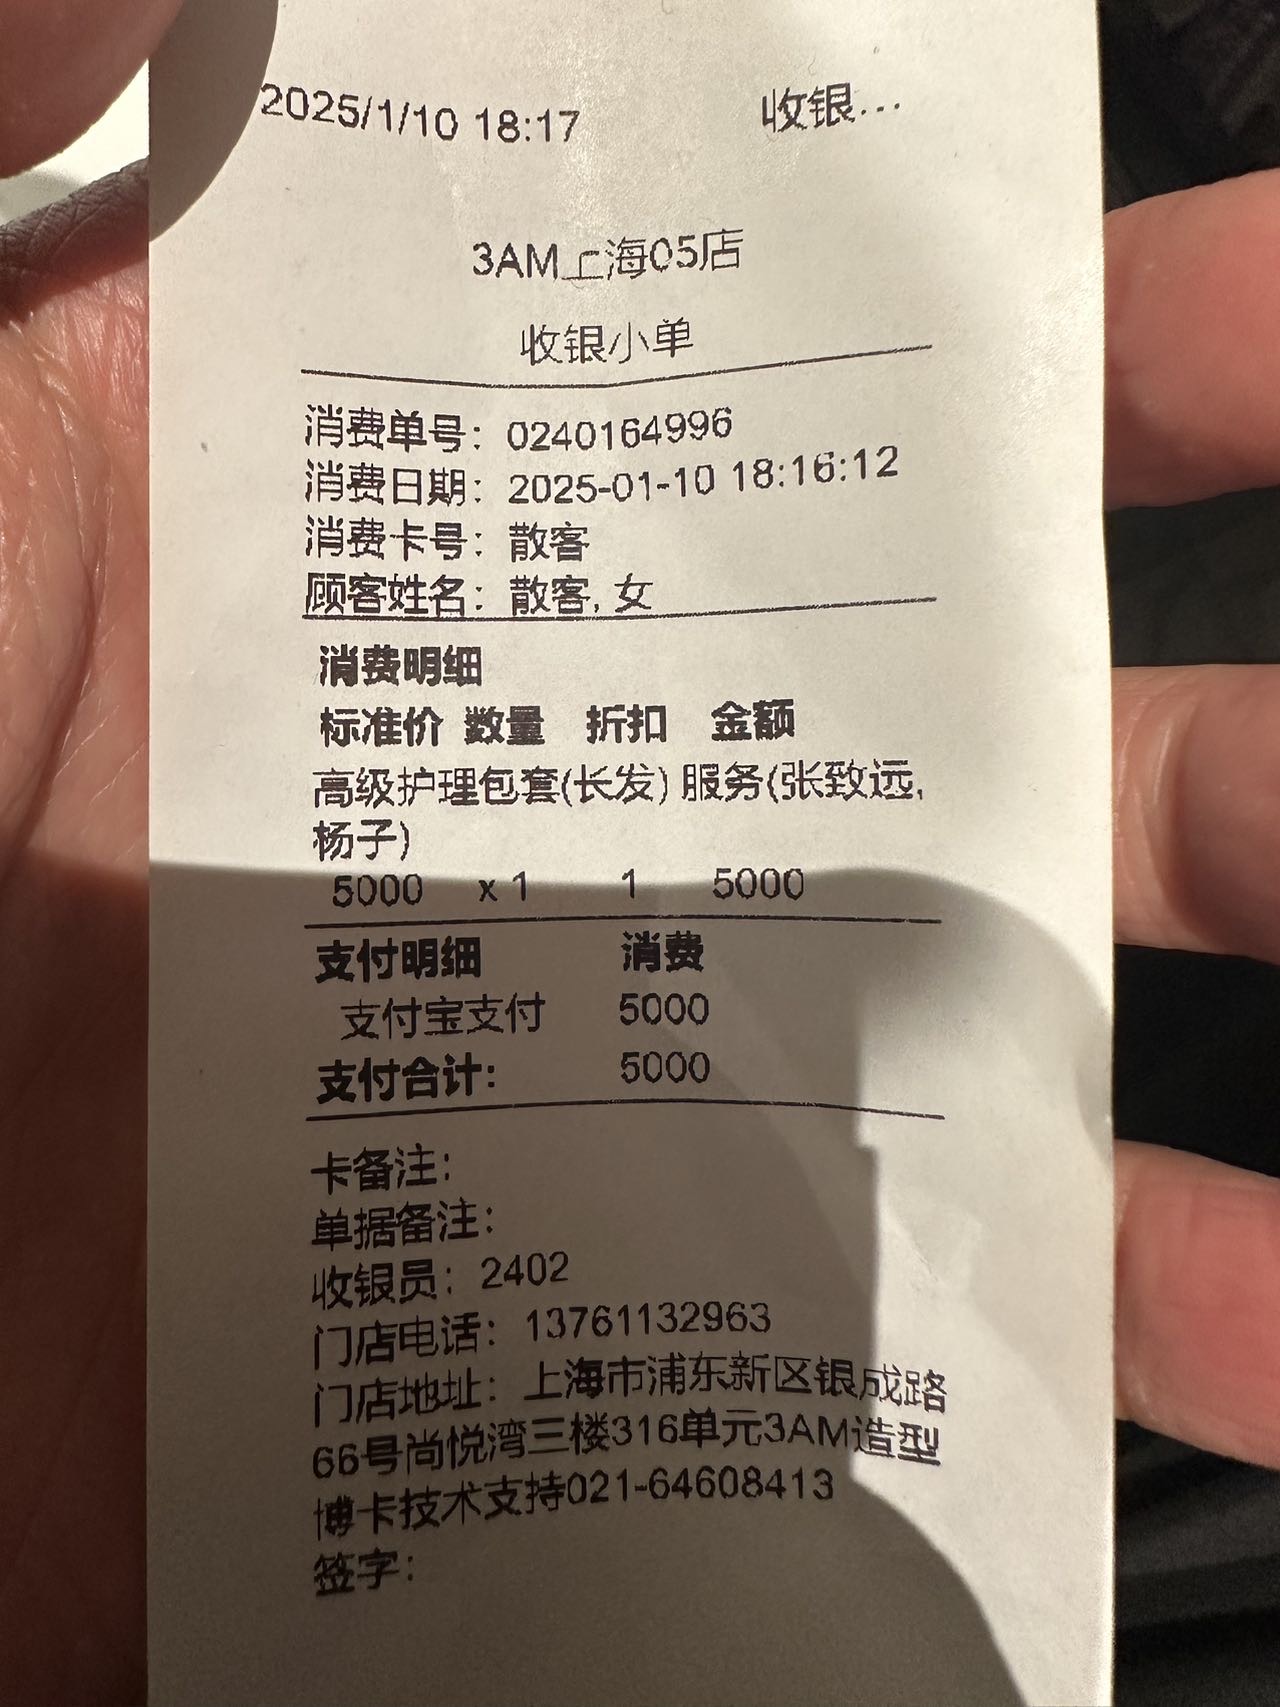 2025/1/10 18:17 收银...
3AM上海05店
收银小单
消费单号：0240164996
消费日期：2025-01-10 18:16:12
消费卡号：散客
顾客姓名：散客,女
消费明细
标准价 数量 折扣 金额
高级护理包套(长发) 服务(张致远,
杨子)
5000 x 1 1 5000
支付明细 消费
支付宝支付 5000
支付合计: 5000
卡备注:
单据备注:
收银员：2402
门店电话：13761132963
门店地址：上海市浦东新区银成路
66号尚悦湾三楼316单元3AM造型
博卡技术支持021-64608413
签字: